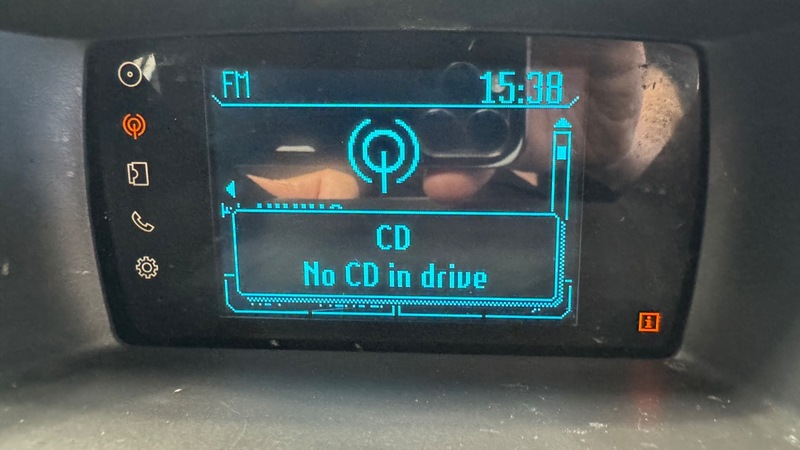 FM 15:38
CD
No CD in drive
i